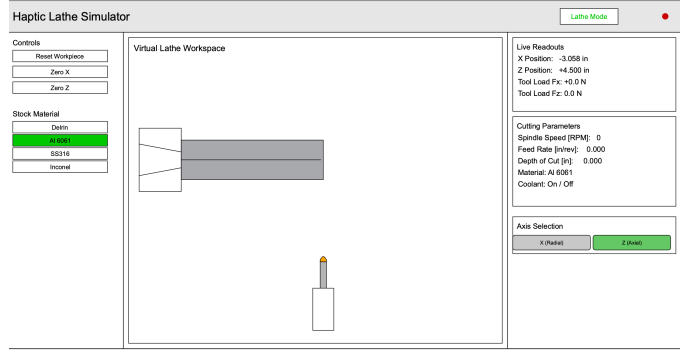 Haptic Lathe Simulator
Lathe Mode
Controls
Reset Workpiece
Zero X
Zero Z
Stock Material
Delrin
Al 6061
SS316
Inconel
Virtual Lathe Workspace
Live Readouts
X Position: -3.058 in
Z Position: +4.500 in
Tool Load Fx: +0.0 N
Tool Load Fz: 0.0 N
Cutting Parameters
Spindle Speed [RPM]: 0
Feed Rate [in/rev]: 0.000
Depth of Cut [in]: 0.000
Material: Al 6061
Coolant: On / Off
Axis Selection
X (Radial)
Z (Axial)